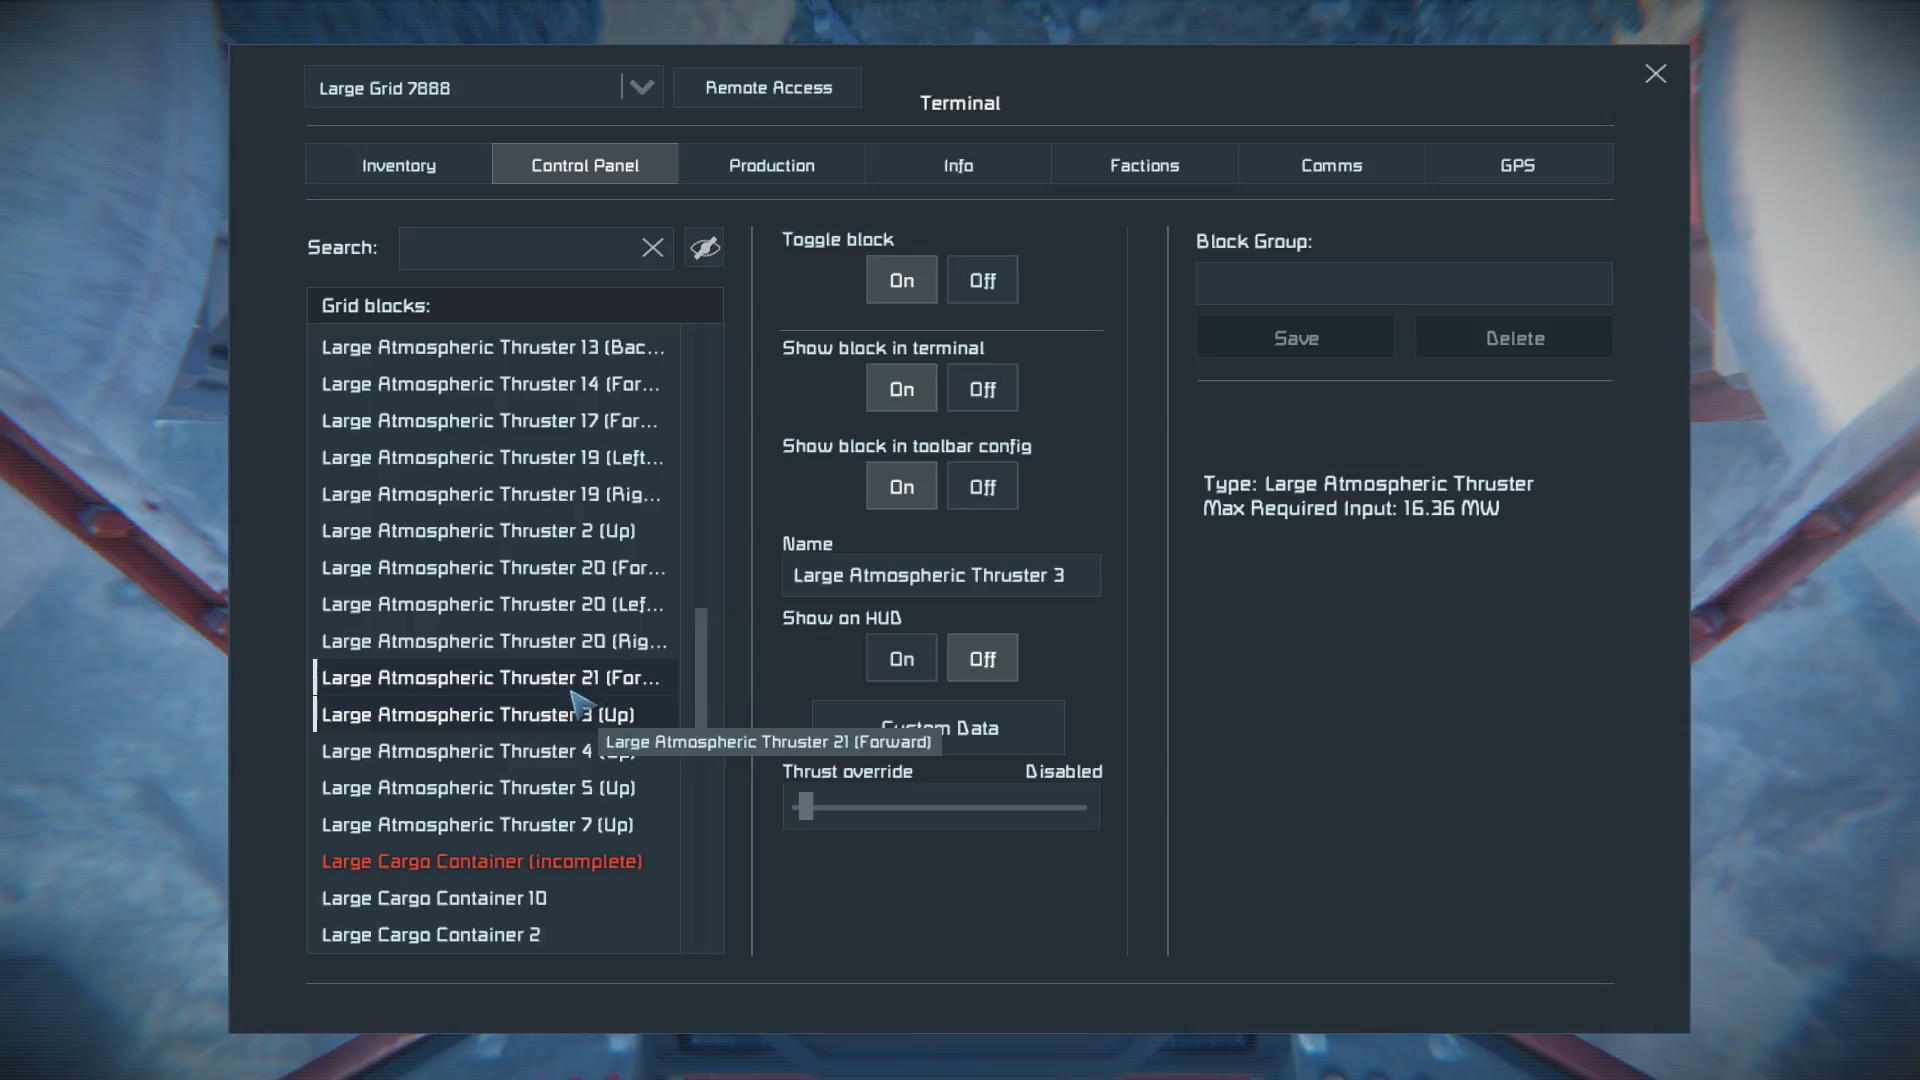 Large Grid 7888
Remote Access
Terminal
Inventory
Control Panel
Production
Info
Factions
Comms
GPS
Search:
Grid blocks:
Large Atmospheric Thruster 13 (Bac...
Large Atmospheric Thruster 14 (For...
Large Atmospheric Thruster 17 (For...
Large Atmospheric Thruster 19 (Left...
Large Atmospheric Thruster 19 (Rig...
Large Atmospheric Thruster 2 (Up)
Large Atmospheric Thruster 20 (For...
Large Atmospheric Thruster 20 (Lef...
Large Atmospheric Thruster 20 (Rig...
Large Atmospheric Thruster 21 (For...
Large Atmospheric Thruster 3 (Up)
Large Atmospheric Thruster 4 (Up)
Large Atmospheric Thruster 5 (Up)
Large Atmospheric Thruster 7 (Up)
Large Cargo Container (incomplete)
Large Cargo Container 10
Large Cargo Container 2
Large Atmospheric Thruster 21 (Forward)
Toggle block
On Off
Show block in terminal
On Off
Show block in toolbar config
On Off
Name
Large Atmospheric Thruster 3
Show on HUD
On Off
Custom Data
Thrust override Disabled
Block Group:
Save Delete
Type: Large Atmospheric Thruster
Max Required Input: 16.36 MW